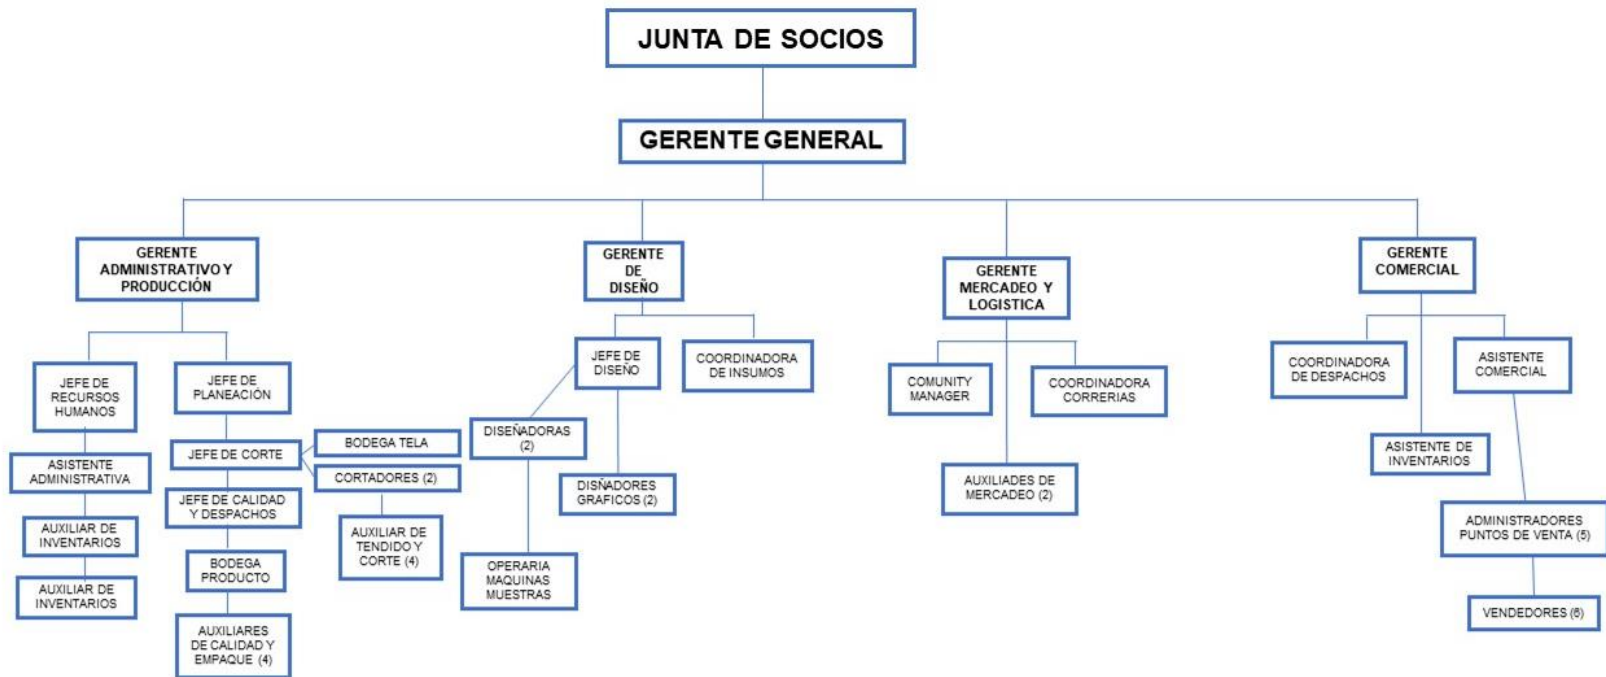 JUNTA DE SOCIOS
GERENTE GENERAL
GERENTE
ADMINISTRATIVO Y
PRODUCCIÓN
GERENTE
DE
DISEÑO
GERENTE
MERCADEO Y
LOGISTICA
GERENTE
COMERCIAL
JEFE DE
RECURSOS
HUMANOS
JEFE DE
PLANEACIÓN
JEFE DE
DISEÑO
COORDINADORA
DE INSUMOS
COMUNITY
MANAGER
COORDINADORA
CORRERIAS
COORDINADORA
DE DESPACHOS
ASISTENTE
COMERCIAL
ASISTENTE
ADMINISTRATIVA
JEFE DE CORTE
BODEGA TELA
CORTADORES (2)
DISEÑADORAS
(2)
DISÑADORES
GRAFICOS (2)
AUXILIADES DE
MERCADEO (2)
ASISTENTE DE
INVENTARIOS
AUXILIAR DE
INVENTARIOS
JEFE DE CALIDAD
Y DESPACHOS
AUXILIAR DE
TENDIDO Y
CORTE (4)
OPERARIA
MAQUINAS
MUESTRAS
ADMINISTRADORES
PUNTOS DE VENTA (5)
AUXILIAR DE
INVENTARIOS
BODEGA
PRODUCTO
VENDEDORES (6)
AUXILIARES
DE CALIDAD Y
EMPAQUE (4)